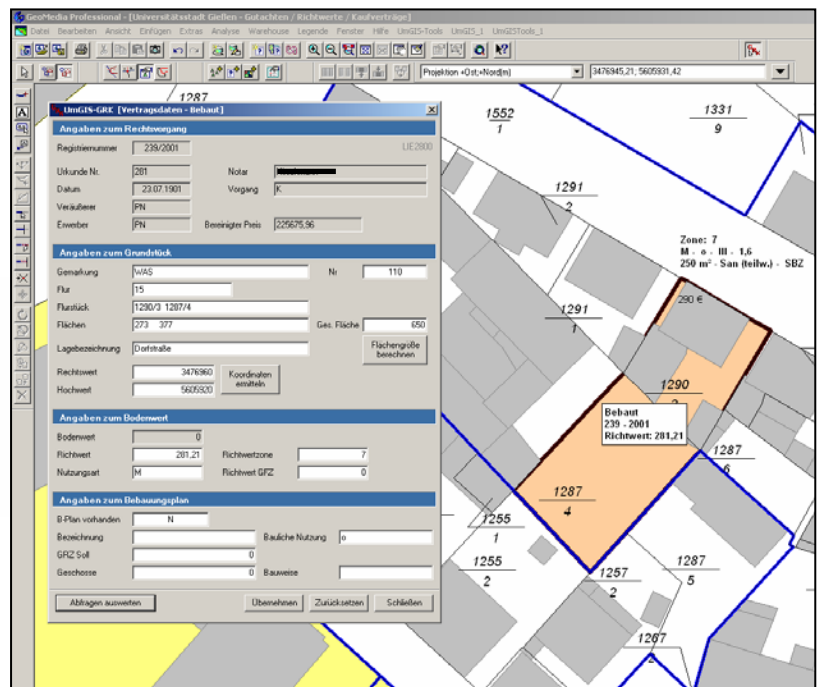 GeoMedia Professional - [Universitätsstadt Gießen - Gutachten / Richtwerte / Kaufverträge]
Datei Bearbeiten Ansicht Einfügen Extras Analyse Warehouse Legende Fenster Hilfe UmGIS-Tools UmGIS_1 UmGISTools_1
Projektion +Ost;+Nord(m) 3476945,21; 5605931,42
UmGIS-GRK [Vertragsdaten - Bebaut]
Angaben zum Rechtsvorgang
Registriernummer 239/2001 LIE2800
Urkunde Nr. 281 Notar
Datum 23.07.1901 Vorgang K
Veräußerer PN
Erwerber PN Bereinigter Preis 225675,96
Angaben zum Grundstück
Gemarkung WAS Nr 110
Flur 15
Flurstück 1290/3 1287/4
Flächen 273 377 Ges. Fläche 650
Lagebezeichnung Dorfstraße Flächengröße berechnen
Rechtswert 3476960 Koordinaten ermitteln
Hochwert 5605920
Angaben zum Bodenwert
Bodenwert 0
Richtwert 281,21 Richtwertzone 7
Nutzungsart M Richtwert GFZ 0
Angaben zum Bebauungsplan
B-Plan vorhanden N
Bezeichnung Bauliche Nutzung o
GRZ Soll 0
Geschosse 0 Bauweise
Abfragen auswerten Übernehmen Zurücksetzen Schließen
1287
1552
1
1331
9
1291
2
Zone: 7
M - o - III - 1,6
250 m² - San (teilw.) - SBZ
290 €
1291
1
1290
Bebaut
239 - 2001
Richtwert: 281,21
1287
6
1287
4
1255
1
1255
2
1257
2
1287
5
1267